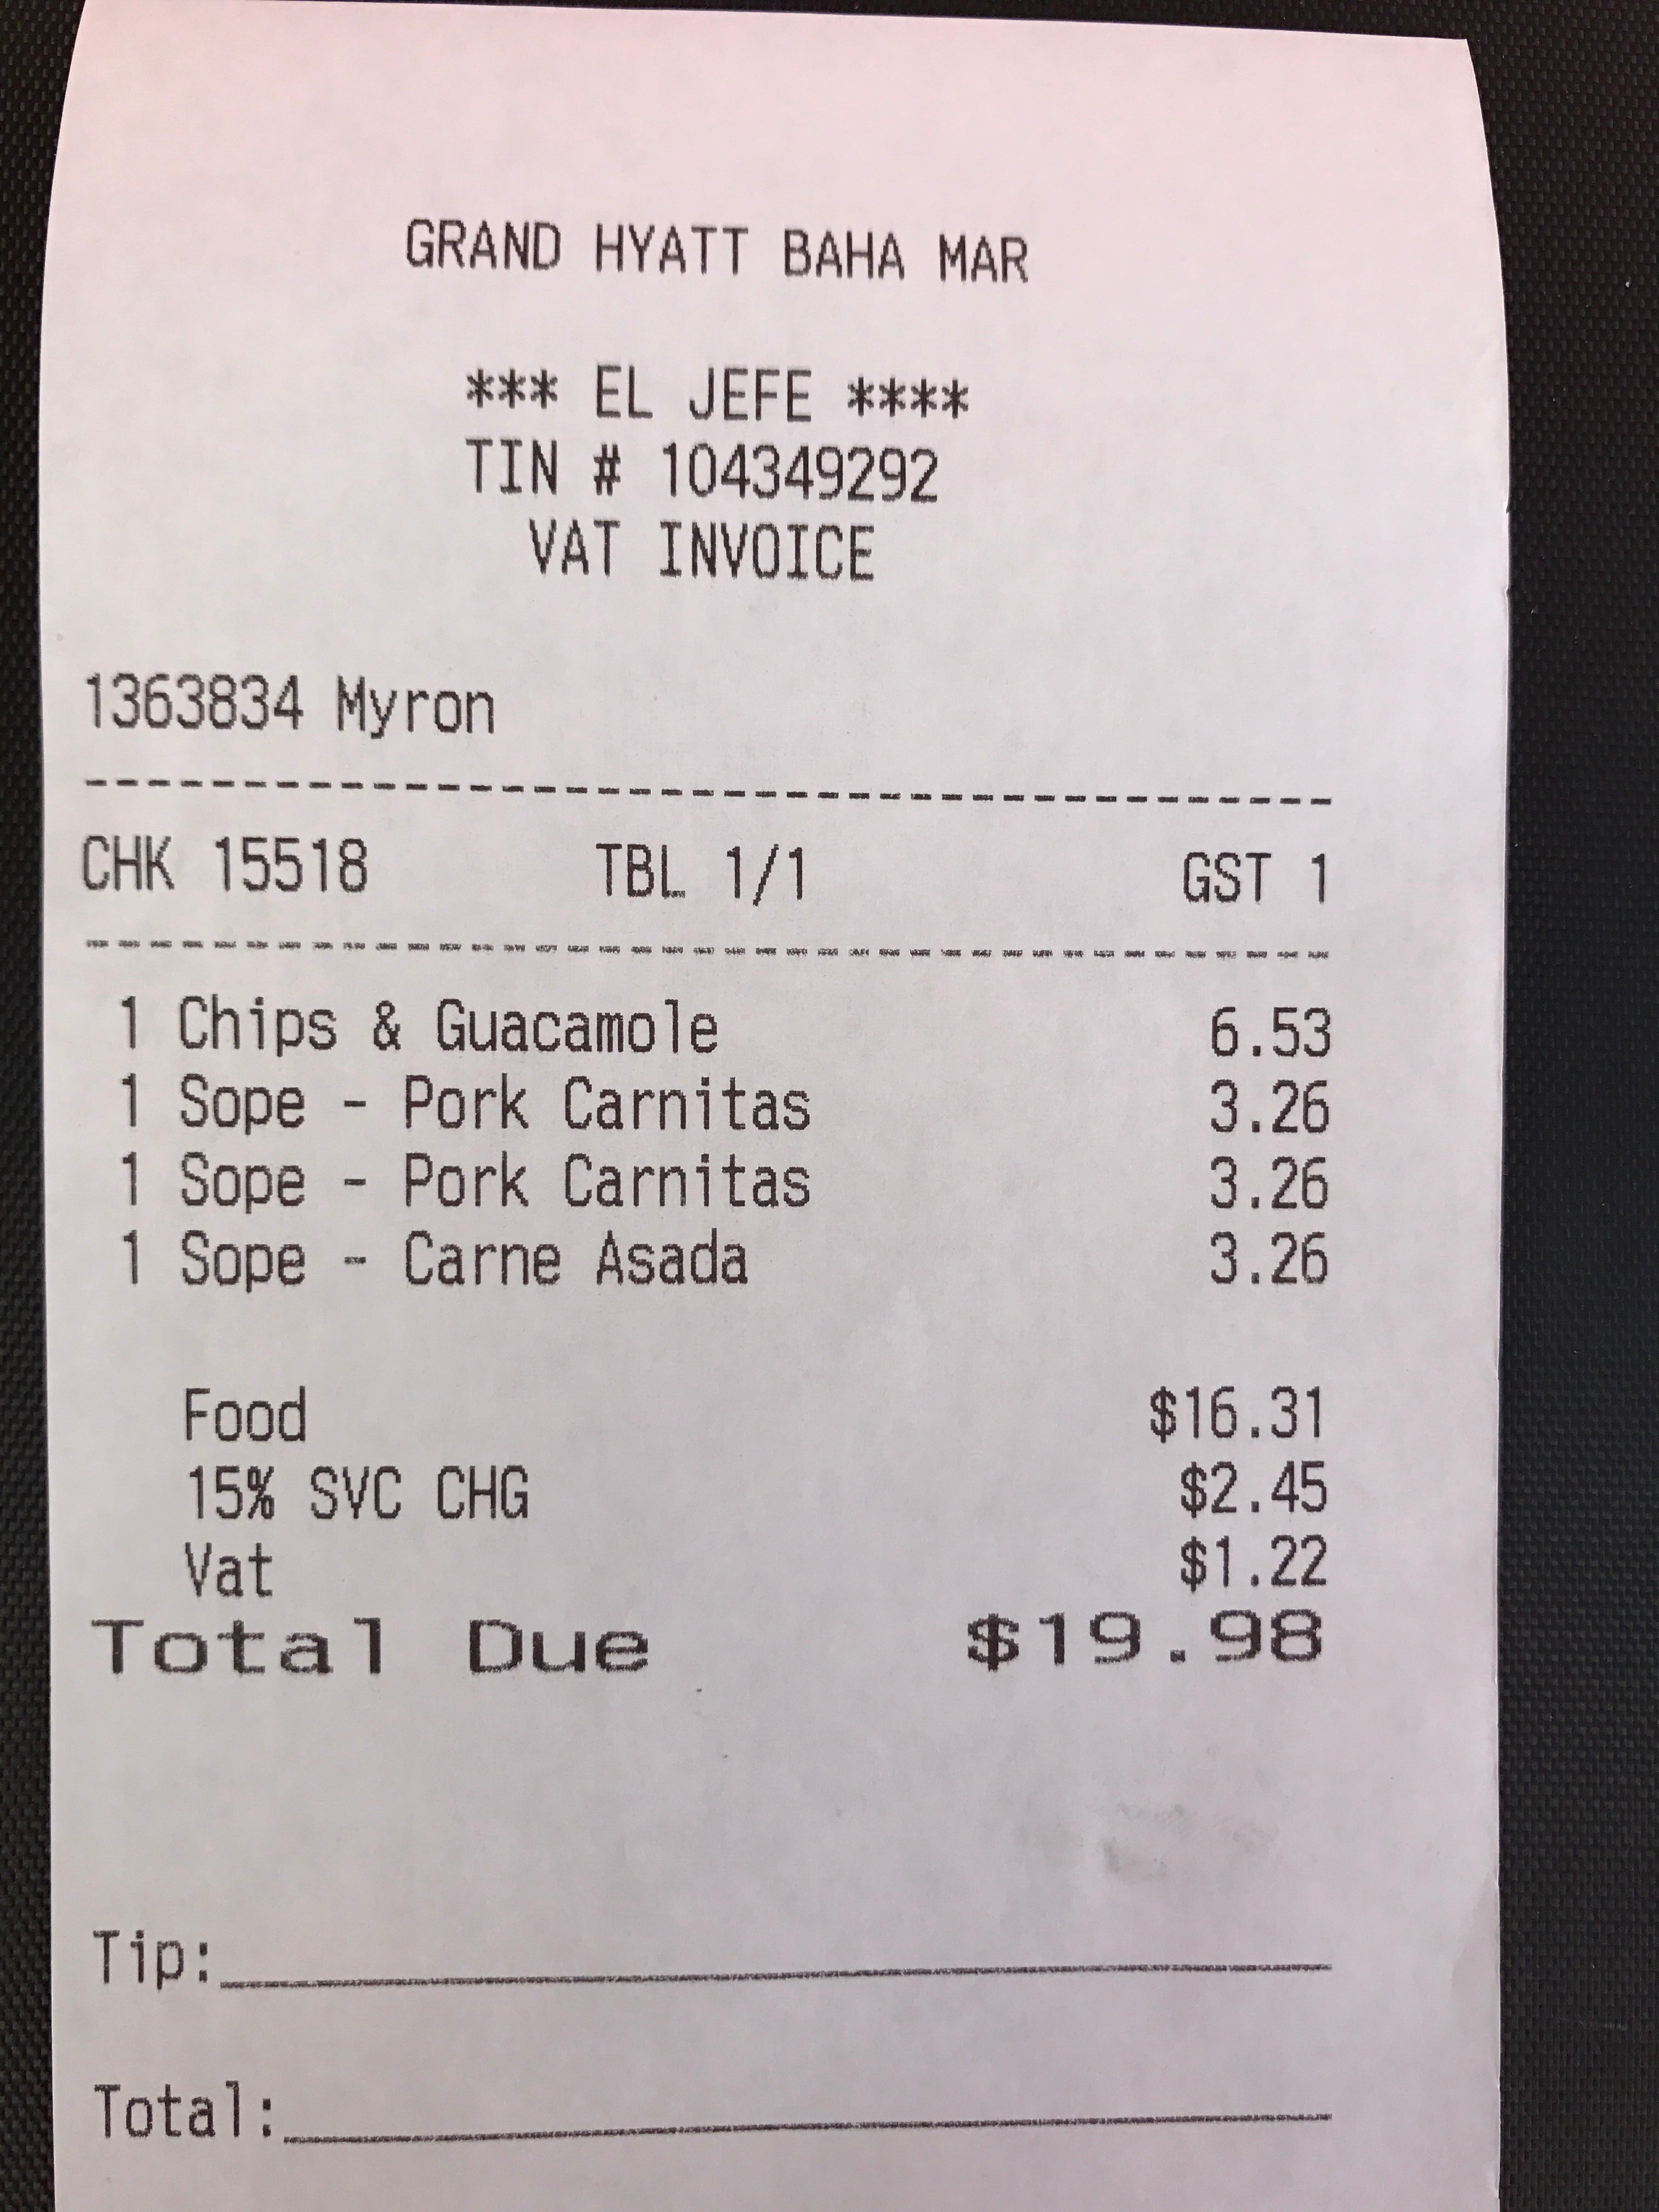 GRAND HYATT BAHA MAR
*** EL JEFE ****
TIN # 104349292
VAT INVOICE
1363834 Myron
CHK 15518 TBL 1/1 GST 1
1 Chips & Guacamole 6.53
1 Sope - Pork Carnitas 3.26
1 Sope - Pork Carnitas 3.26
1 Sope - Carne Asada 3.26
Food $16.31
15% SVC CHG $2.45
Vat $1.22
Total Due $19.98
Tip:
Total: